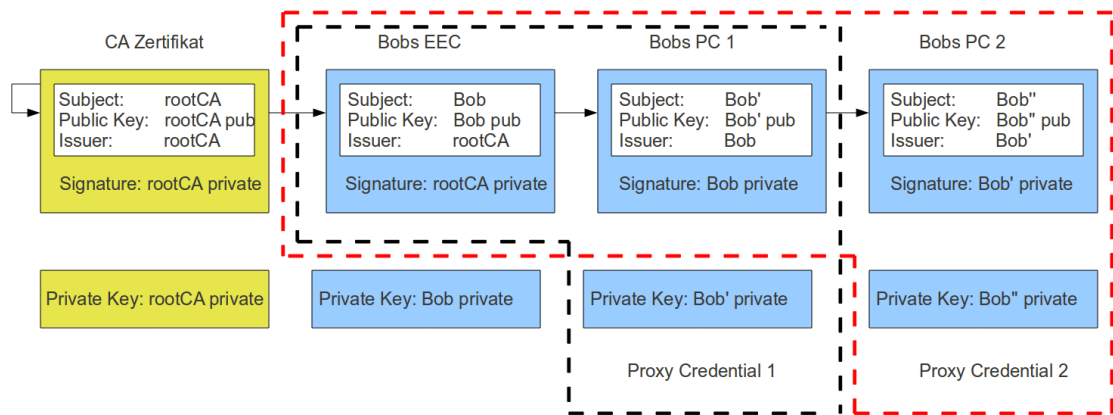 CA Zertifikat
Bobs EEC
Bobs PC 1
Bobs PC 2
Subject: rootCA
Public Key: rootCA pub
Issuer: rootCA
Signature: rootCA private
Subject: Bob
Public Key: Bob pub
Issuer: rootCA
Signature: rootCA private
Subject: Bob'
Public Key: Bob' pub
Issuer: Bob
Signature: Bob private
Subject: Bob''
Public Key: Bob'' pub
Issuer: Bob'
Signature: Bob' private
Private Key: rootCA private
Private Key: Bob private
Private Key: Bob' private
Private Key: Bob'' private
Proxy Credential 1
Proxy Credential 2